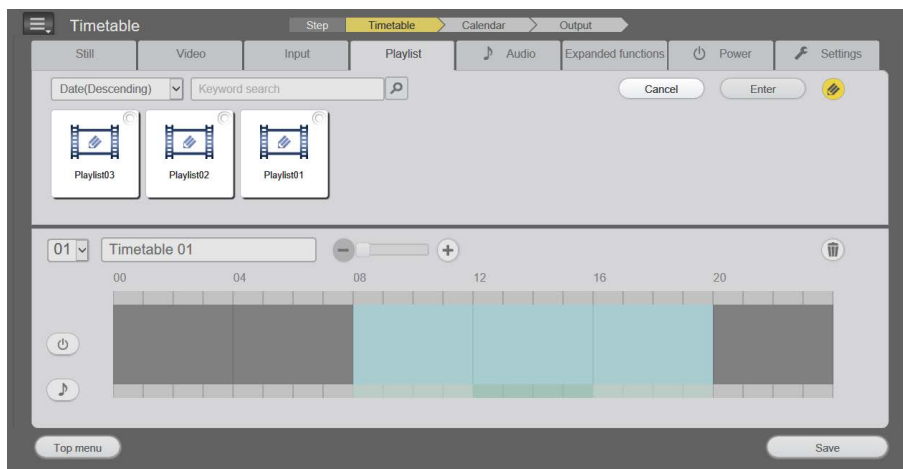 Timetable
Step Timetable Calendar Output
Still Video Input Playlist Audio Expanded functions Power Settings
Date(Descending) Keyword search Cancel Enter
Playlist03 Playlist02 Playlist01
01 Timetable 01
00 04 08 12 16 20
Top menu Save